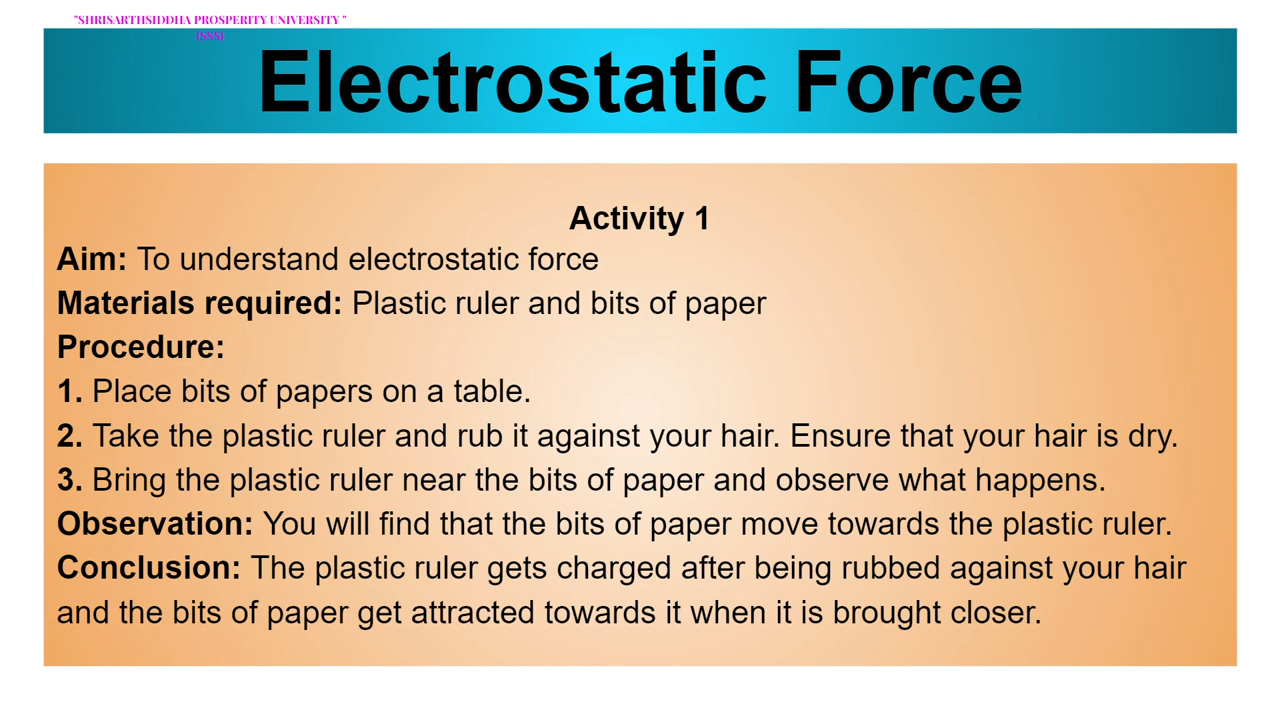 "SHRISARTHSIDDHA PROSPERITY UNIVERSITY "
(SSS)
Electrostatic Force
Activity 1
Aim: To understand electrostatic force
Materials required: Plastic ruler and bits of paper
Procedure:
1. Place bits of papers on a table.
2. Take the plastic ruler and rub it against your hair. Ensure that your hair is dry.
3. Bring the plastic ruler near the bits of paper and observe what happens.
Observation: You will find that the bits of paper move towards the plastic ruler.
Conclusion: The plastic ruler gets charged after being rubbed against your hair
and the bits of paper get attracted towards it when it is brought closer.